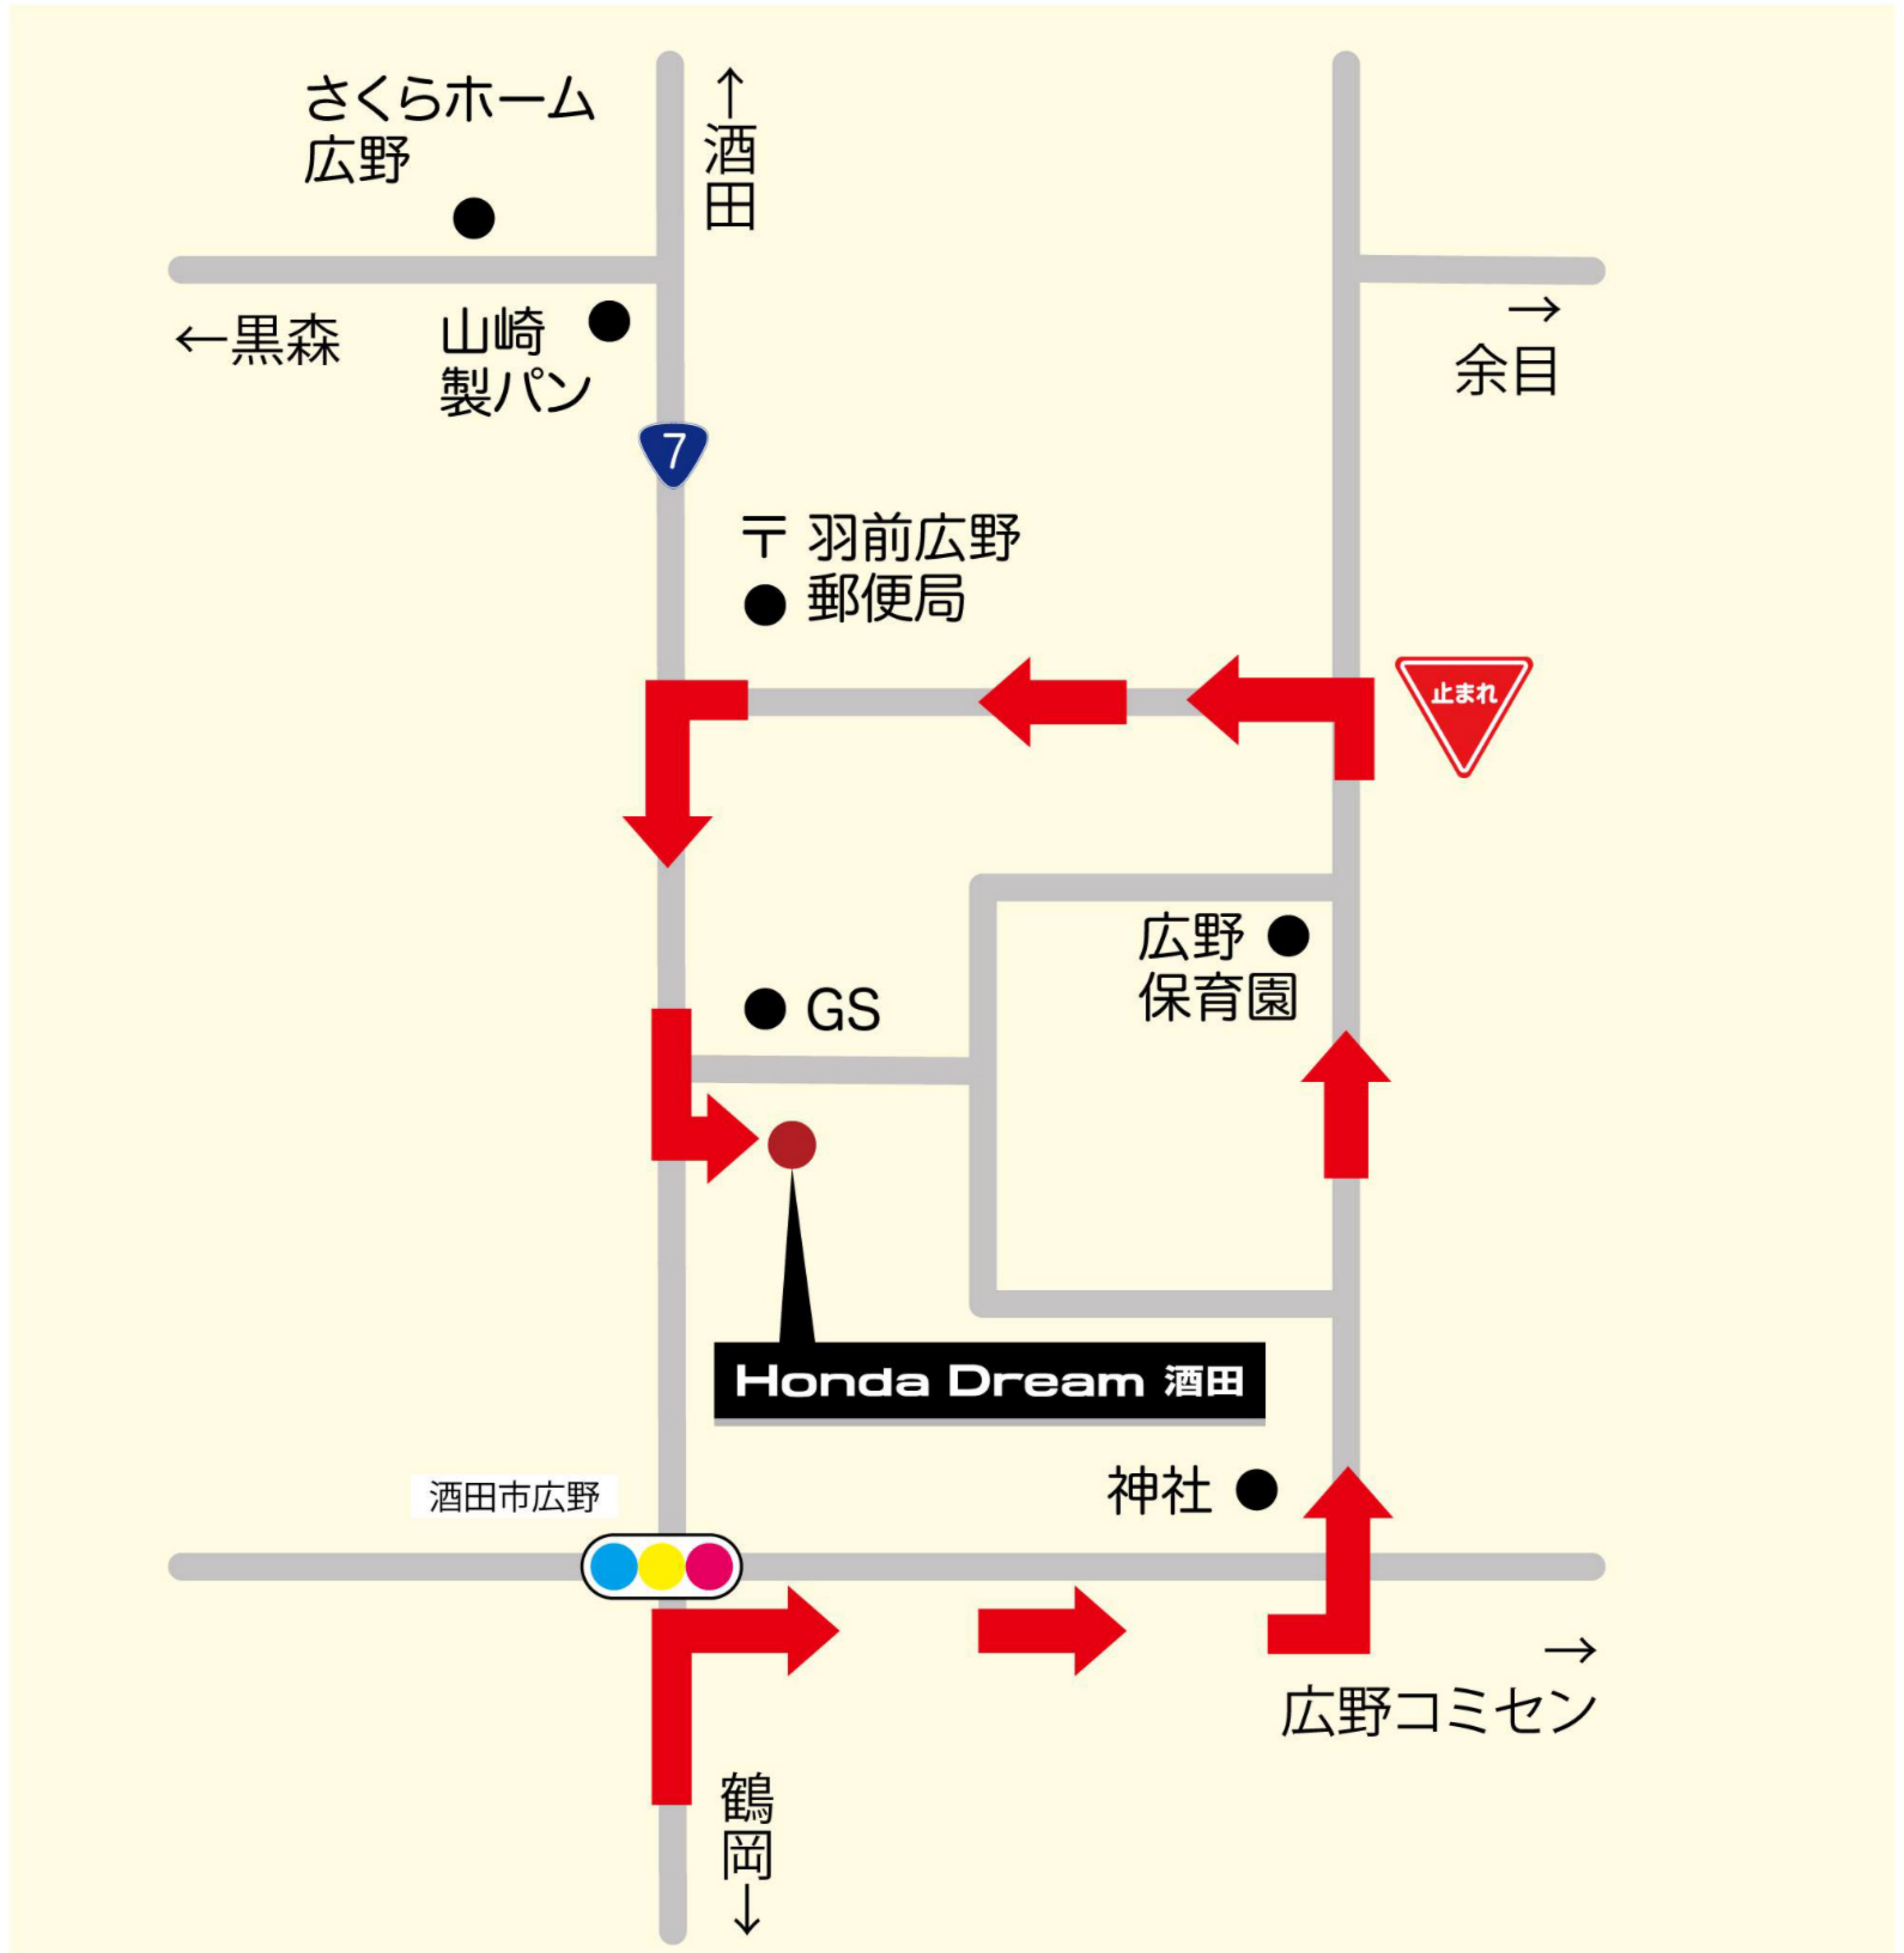 さくらホーム
広野
↑酒田
←黒森
山崎
製パン
→
余目
7
〒 羽前広野
郵便局
止まれ
広野
保育園
GS
Honda Dream 酒田
神社
酒田市広野
→
広野コミセン
鶴岡↓